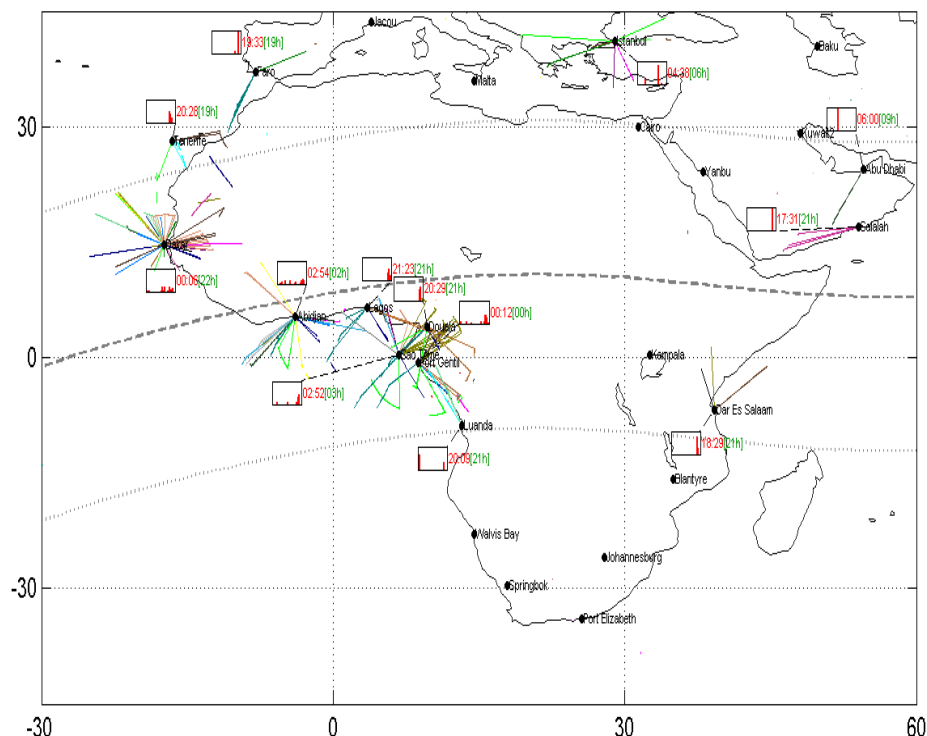 Jacou
19:33[19h]
Istanbul
Baku
Faro
Malta
04:38[06h]
20:28[19h]
06:00[09h]
30
Tenerife
Cairo
Kuwait2
Yanbu
Abu Dhabi
17:31[21h]
Salalah
Dakar
00:06[22h]
02:54[02h]
21:23[21h]
20:29[21h]
Abidjan
Lagos
00:12[00h]
Douala
0
Sao Tome
Port Gentil
Kampala
02:52[03h]
Dar Es Salaam
Luanda
20:09[21h]
18:29[21h]
Blantyre
Walvis Bay
Johannesburg
-30
Springbok
Port Elizabeth
-30 0 30 60